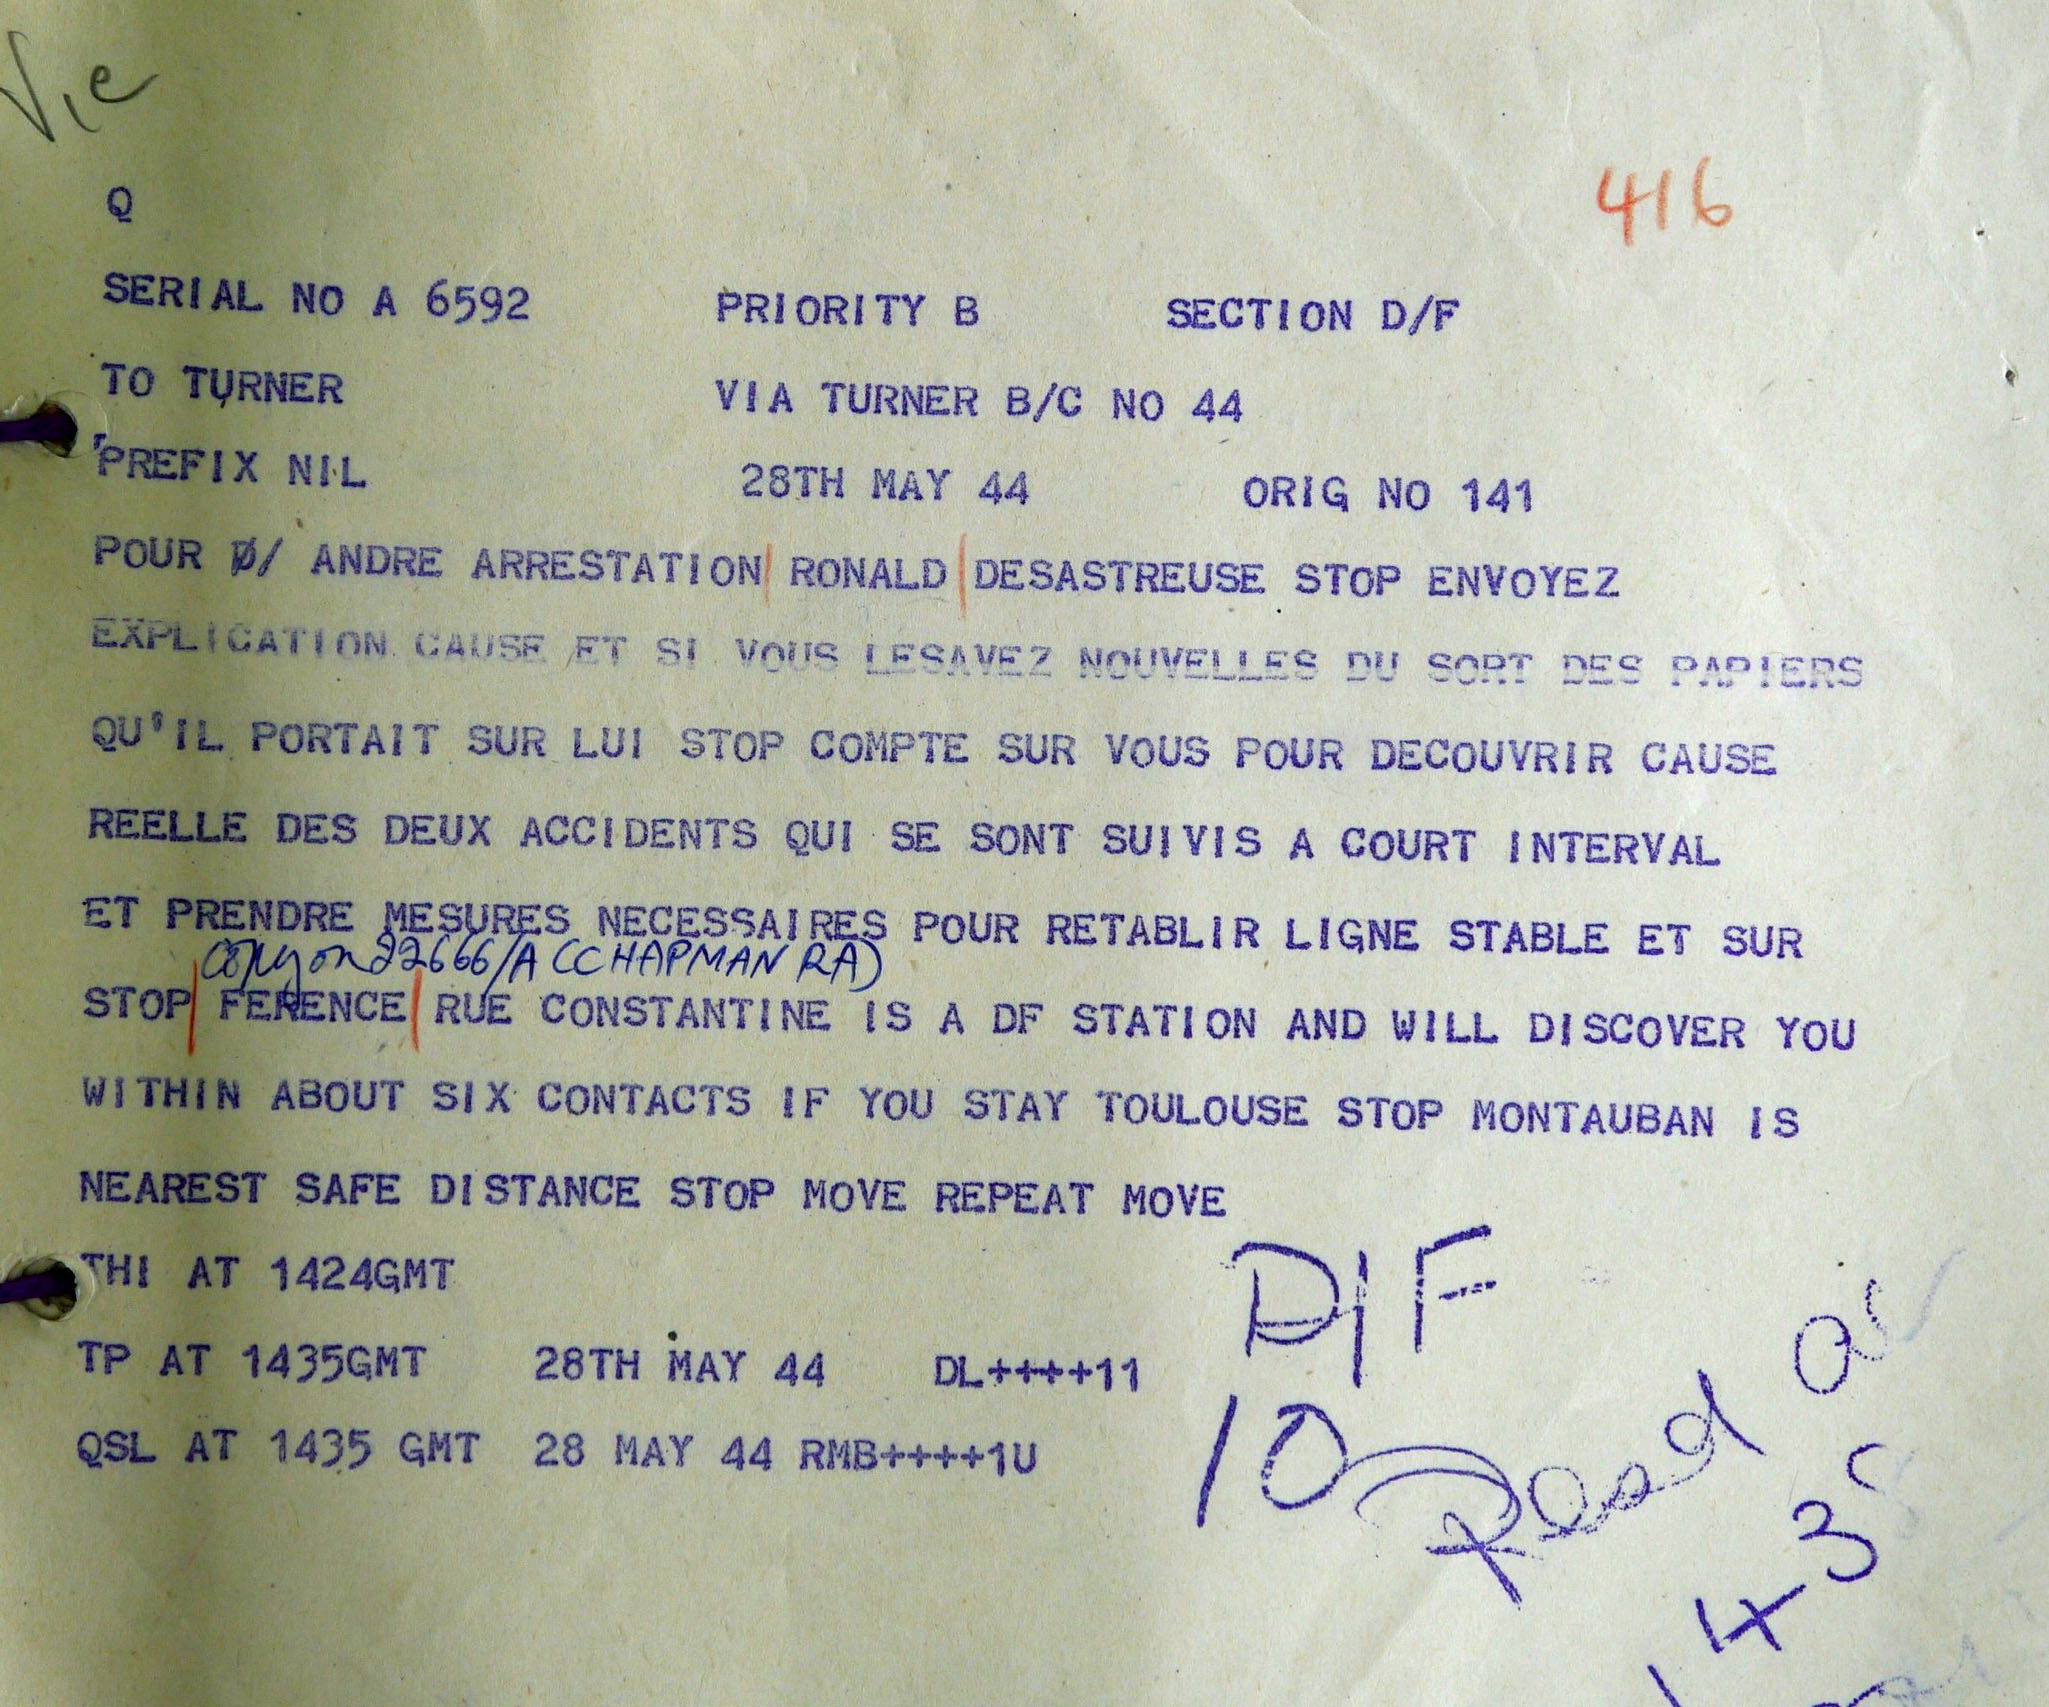 Vic
416
Q
SERIAL NO A 6592 PRIORITY B SECTION D/F
TO TURNER VIA TURNER B/C NO 44
PREFIX NIL 28TH MAY 44 ORIG NO 141
POUR Ø/ ANDRE ARRESTATION RONALD DESASTREUSE STOP ENVOYEZ
EXPLICATION CAUSE ET SI VOUS LESAVEZ NOUVELLES DU SORT DES PAPIERS
QU'IL PORTAIT SUR LUI STOP COMPTE SUR VOUS POUR DECOUVRIR CAUSE
REELLE DES DEUX ACCIDENTS QUI SE SONT SUIVIS A COURT INTERVAL
ET PRENDRE MESURES NECESSAIRES POUR RETABLIR LIGNE STABLE ET SUR
Copy on 22666/A (CHAPMAN RA)
STOP FERENCE RUE CONSTANTINE IS A DF STATION AND WILL DISCOVER YOU
WITHIN ABOUT SIX CONTACTS IF YOU STAY TOULOUSE STOP MONTAUBAN IS
NEAREST SAFE DISTANCE STOP MOVE REPEAT MOVE
THI AT 1424GMT
TP AT 1435GMT 28TH MAY 44 DL++++11
QSL AT 1435 GMT 28 MAY 44 RMB++++1U
D/F
10